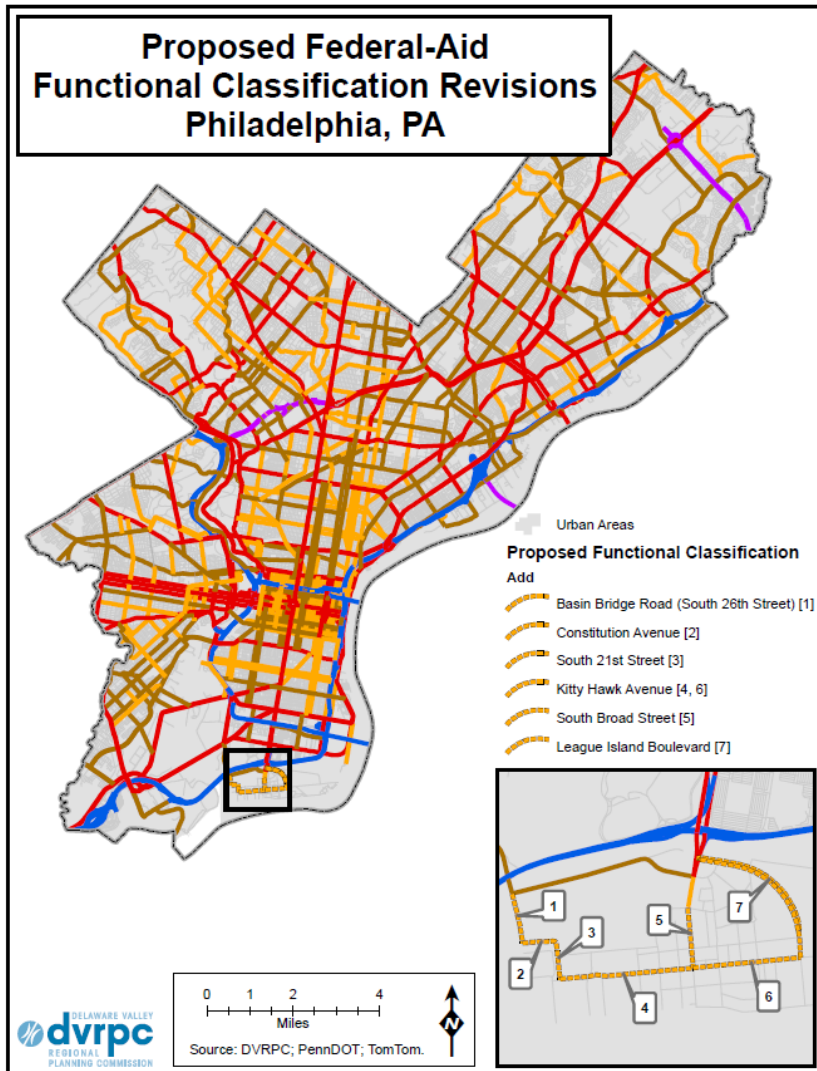 Proposed Federal-Aid
Functional Classification Revisions
Philadelphia, PA
Urban Areas
Proposed Functional Classification
Add
Basin Bridge Road (South 26th Street) [1]
Constitution Avenue [2]
South 21st Street [3]
Kitty Hawk Avenue [4, 6]
South Broad Street [5]
League Island Boulevard [7]
1
2
3
4
5
6
7
0 1 2 4
Miles
Source: DVRPC; PennDOT; TomTom.
N
DELAWARE VALLEY
dvrpc
REGIONAL
PLANNING COMMISSION